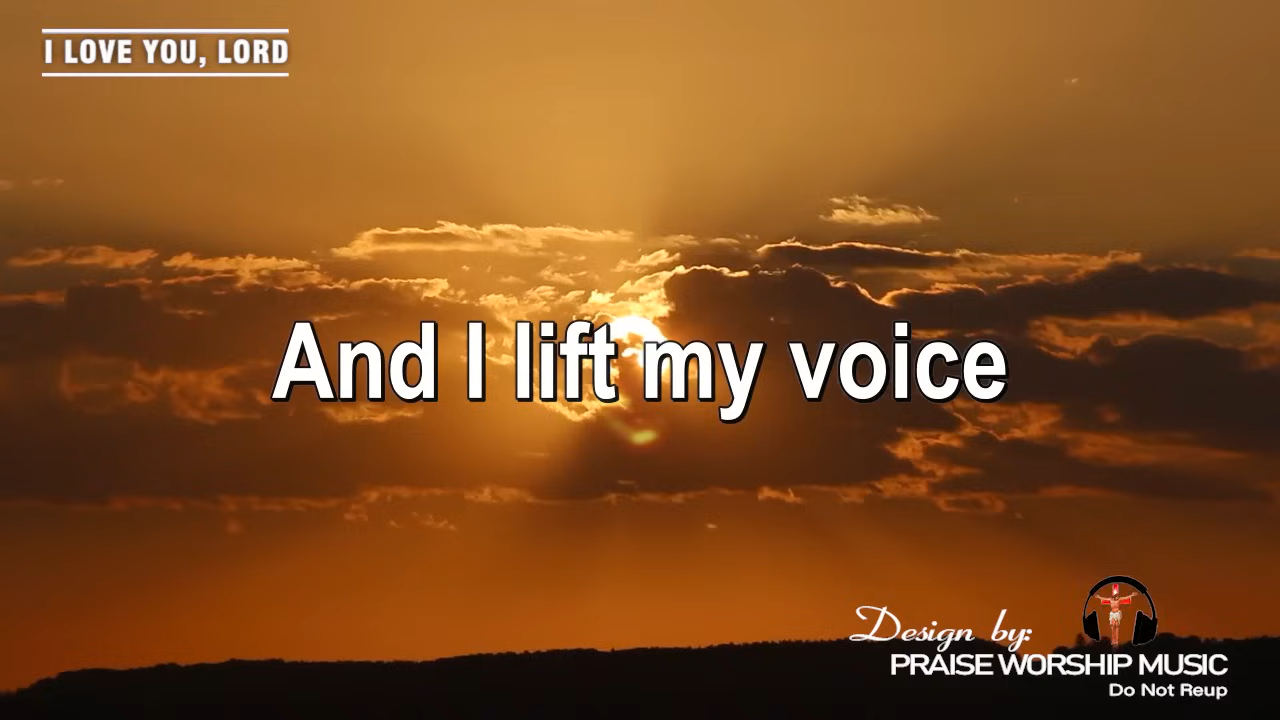 I LOVE YOU, LORD
And I lift my voice
Design by:
PRAISE WORSHIP MUSIC
Do Not Reup